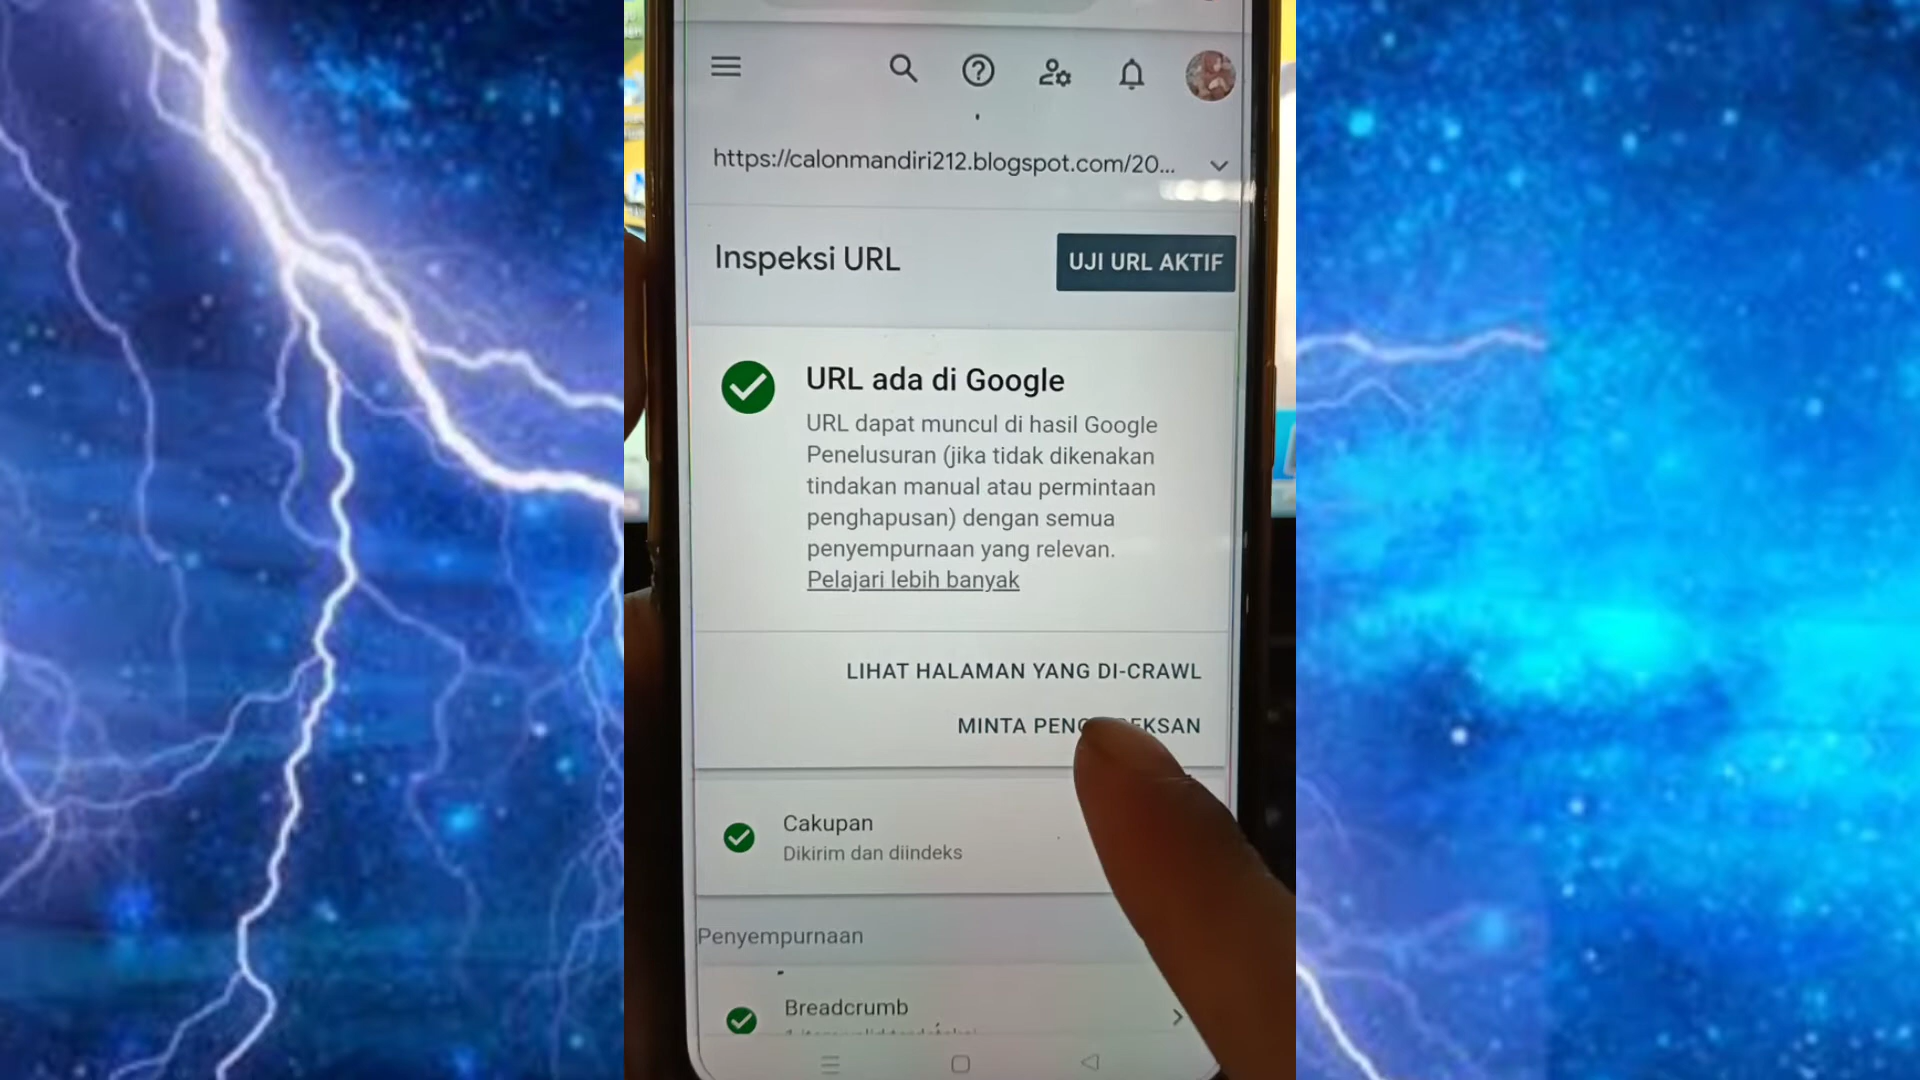 https://calonmandiri212.blogspot.com/20...
Inspeksi URL
UJI URL AKTIF
URL ada di Google
URL dapat muncul di hasil Google
Penelusuran (jika tidak dikenakan
tindakan manual atau permintaan
penghapusan) dengan semua
penyempurnaan yang relevan.
Pelajari lebih banyak
LIHAT HALAMAN YANG DI-CRAWL
MINTA
Cakupan
Dikirim dan diindeks
Penyempurnaan
Breadcrumb